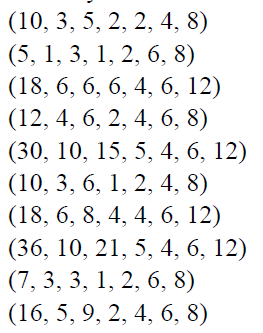 (10, 3, 5, 2, 2, 4, 8)
(5, 1, 3, 1, 2, 6, 8)
(18, 6, 6, 6, 4, 6, 12)
(12, 4, 6, 2, 4, 6, 8)
(30, 10, 15, 5, 4, 6, 12)
(10, 3, 6, 1, 2, 4, 8)
(18, 6, 8, 4, 4, 6, 12)
(36, 10, 21, 5, 4, 6, 12)
(7, 3, 3, 1, 2, 6, 8)
(16, 5, 9, 2, 4, 6, 8)